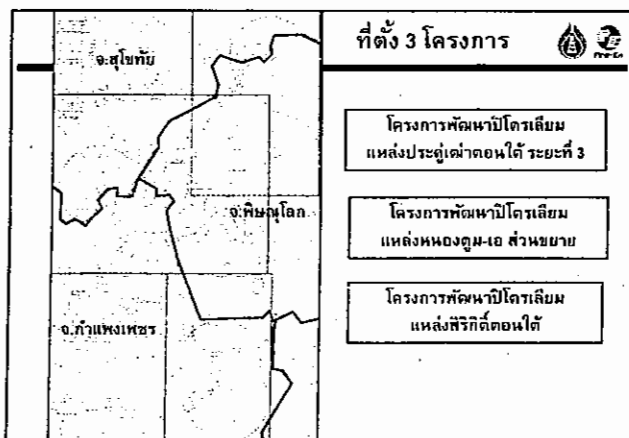 ที่ตั้ง 3 โครงการ
จ.สุโขทัย
โครงการพัฒนาปิโตรเลียม
แหล่งประดู่เฒ่าตอนใต้ ระยะที่ 3
จ.พิษณุโลก
โครงการพัฒนาปิโตรเลียม
แหล่งหนองตูม-เอ ส่วนขยาย
โครงการพัฒนาปิโตรเลียม
แหล่งสิริกิติ์ตอนใต้
จ.กำแพงเพชร